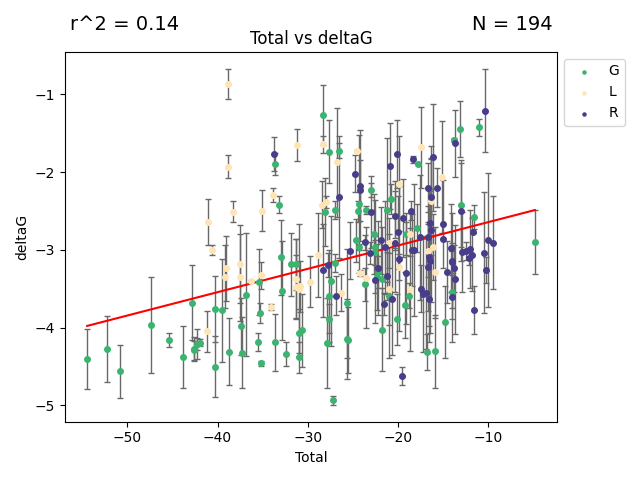 r^2 = 0.14
N = 194
Total vs deltaG
G
L
R
deltaG
−1
−2
−3
−4
−5
−50
−40
−30
−20
−10
Total